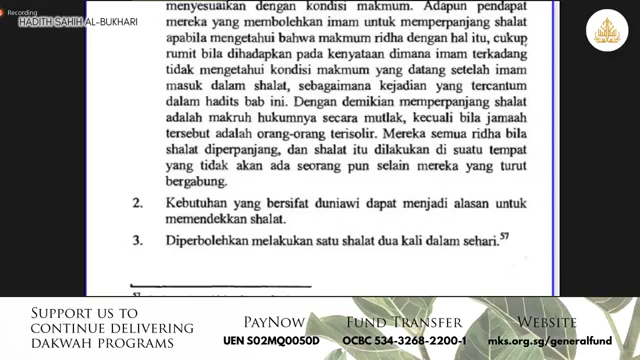 Recording
HADITH SAHIH AL-BUKHARI
menyesuaikan dengan kondisi makmum. Adapun pendapat
mereka yang membolehkan imam untuk memperpanjang shalat
apabila mengetahui bahwa makmum ridha dengan hal itu, cukup
rumit bila dihadapkan pada kenyataan dimana imam terkadang
tidak mengetahui kondisi makmum yang datang setelah imam
masuk dalam shalat, sebagaimana kejadian yang tercantum
dalam hadits bab ini. Dengan demikian memperpanjang shalat
adalah makruh hukumnya secara mutlak, kecuali bila jamaah
tersebut adalah orang-orang terisolir. Mereka semua ridha bila
shalat diperpanjang, dan shalat itu dilakukan di suatu tempat
yang tidak akan ada seorang pun selain mereka yang turut
bergabung.
2. Kebutuhan yang bersifat duniawi dapat menjadi alasan untuk
memendekkan shalat.
3. Diperbolehkan melakukan satu shalat dua kali dalam sehari.57
SUPPORT US TO
CONTINUE DELIVERING
DAKWAH PROGRAMS
PAYNOW
UEN S02MQ0050D
FUND TRANSFER
OCBC 534-3268-2200-1
WEBSITE
mks.org.sg/generalfund